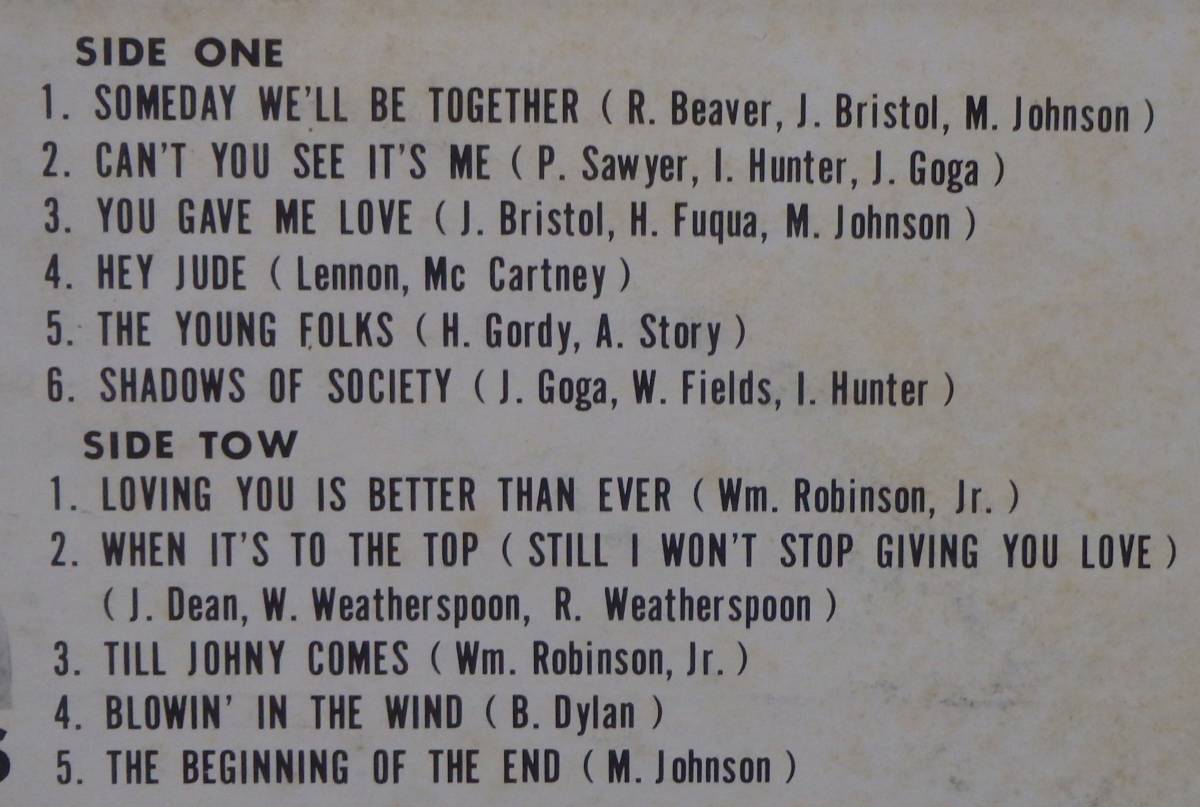 SIDE ONE
1. SOMEDAY WE'LL BE TOGETHER ( R. Beaver, J. Bristol, M. Johnson )
2. CAN'T YOU SEE IT'S ME ( P. Sawyer, I. Hunter, J. Goga )
3. YOU GAVE ME LOVE ( J. Bristol, H. Fuqua, M. Johnson )
4. HEY JUDE ( Lennon, Mc Cartney )
5. THE YOUNG FOLKS ( H. Gordy, A. Story )
6. SHADOWS OF SOCIETY ( J. Goga, W. Fields, I. Hunter )
SIDE TOW
1. LOVING YOU IS BETTER THAN EVER ( Wm. Robinson, Jr. )
2. WHEN IT'S TO THE TOP ( STILL I WON'T STOP GIVING YOU LOVE )
( J. Dean, W. Weatherspoon, R. Weatherspoon )
3. TILL JOHNY COMES ( Wm. Robinson, Jr. )
4. BLOWIN' IN THE WIND ( B. Dylan )
5. THE BEGINNING OF THE END ( M. Johnson )